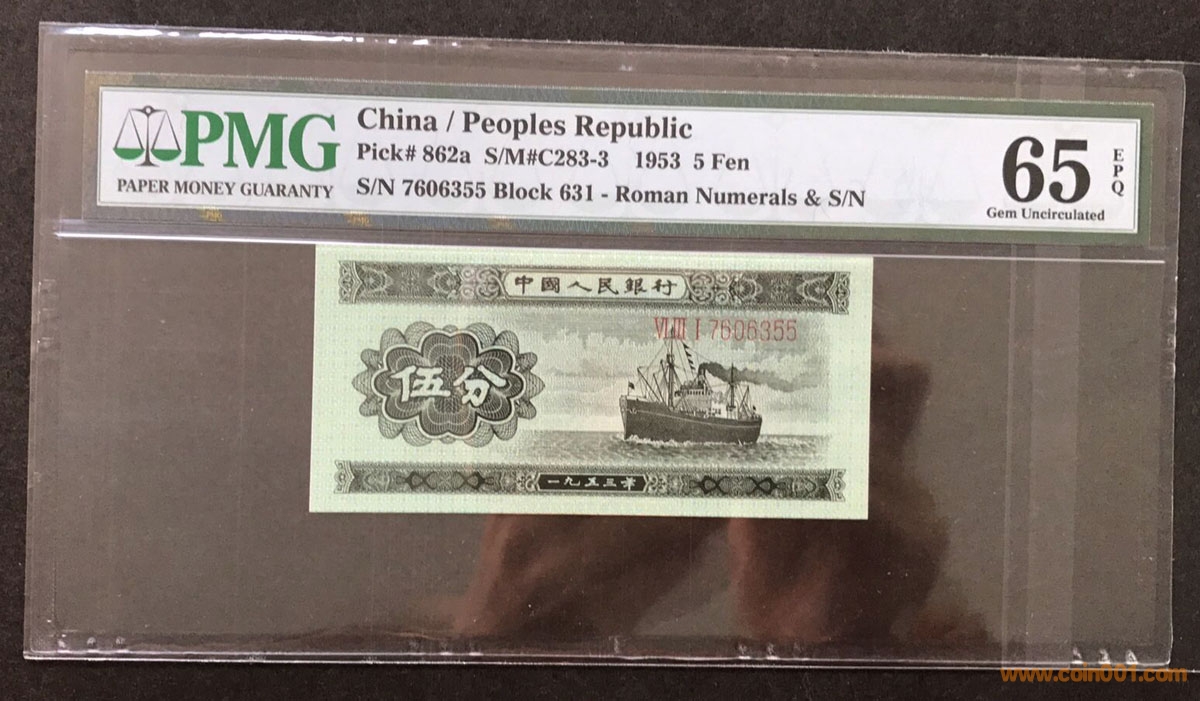 PMG
PAPER MONEY GUARANTY
China / Peoples Republic
Pick# 862a S/M#C283-3 1953 5 Fen
S/N 7606355 Block 631 - Roman Numerals & S/N
65
EPQ
Gem Uncirculated
中國人民銀行
VI III I 7606355
伍分
一九五三年
www.coin001.com